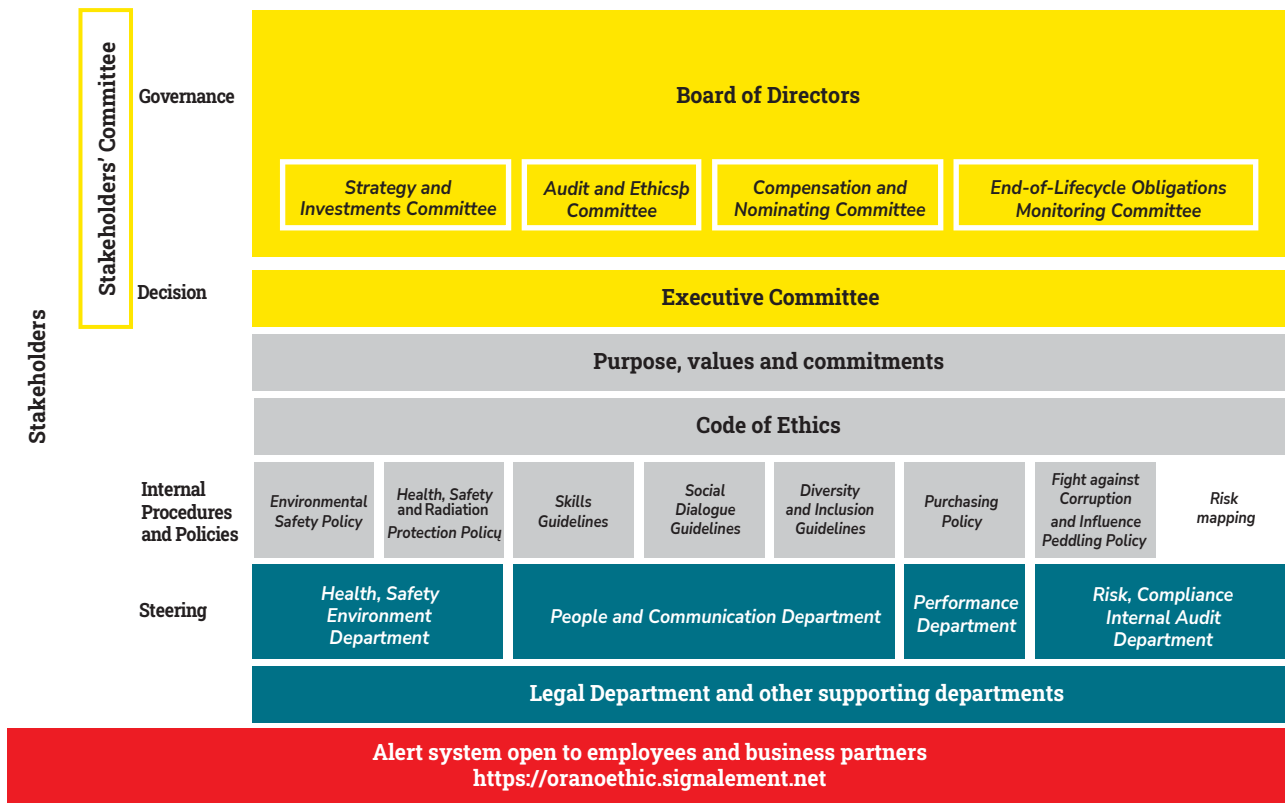 Stakeholders
Stakeholders' Committee
Governance
Board of Directors
Strategy and
Investments Committee
Audit and Ethicsþ
Committee
Compensation and
Nominating Committee
End-of-Lifecycle Obligations
Monitoring Committee
Decision
Executive Committee
Purpose, values and commitments
Code of Ethics
Internal
Procedures
and Policies
Environmental
Safety Policy
Health, Safety
and Radiation
Protection Policy
Skills
Guidelines
Social
Dialogue
Guidelines
Diversity
and Inclusion
Guidelines
Purchasing
Policy
Fight against
Corruption
and Influence
Peddling Policy
Risk
mapping
Steering
Health, Safety
Environment
Department
People and Communication Department
Performance
Department
Risk, Compliance
Internal Audit
Department
Legal Department and other supporting departments
Alert system open to employees and business partners
https://oranoethic.signalement.net